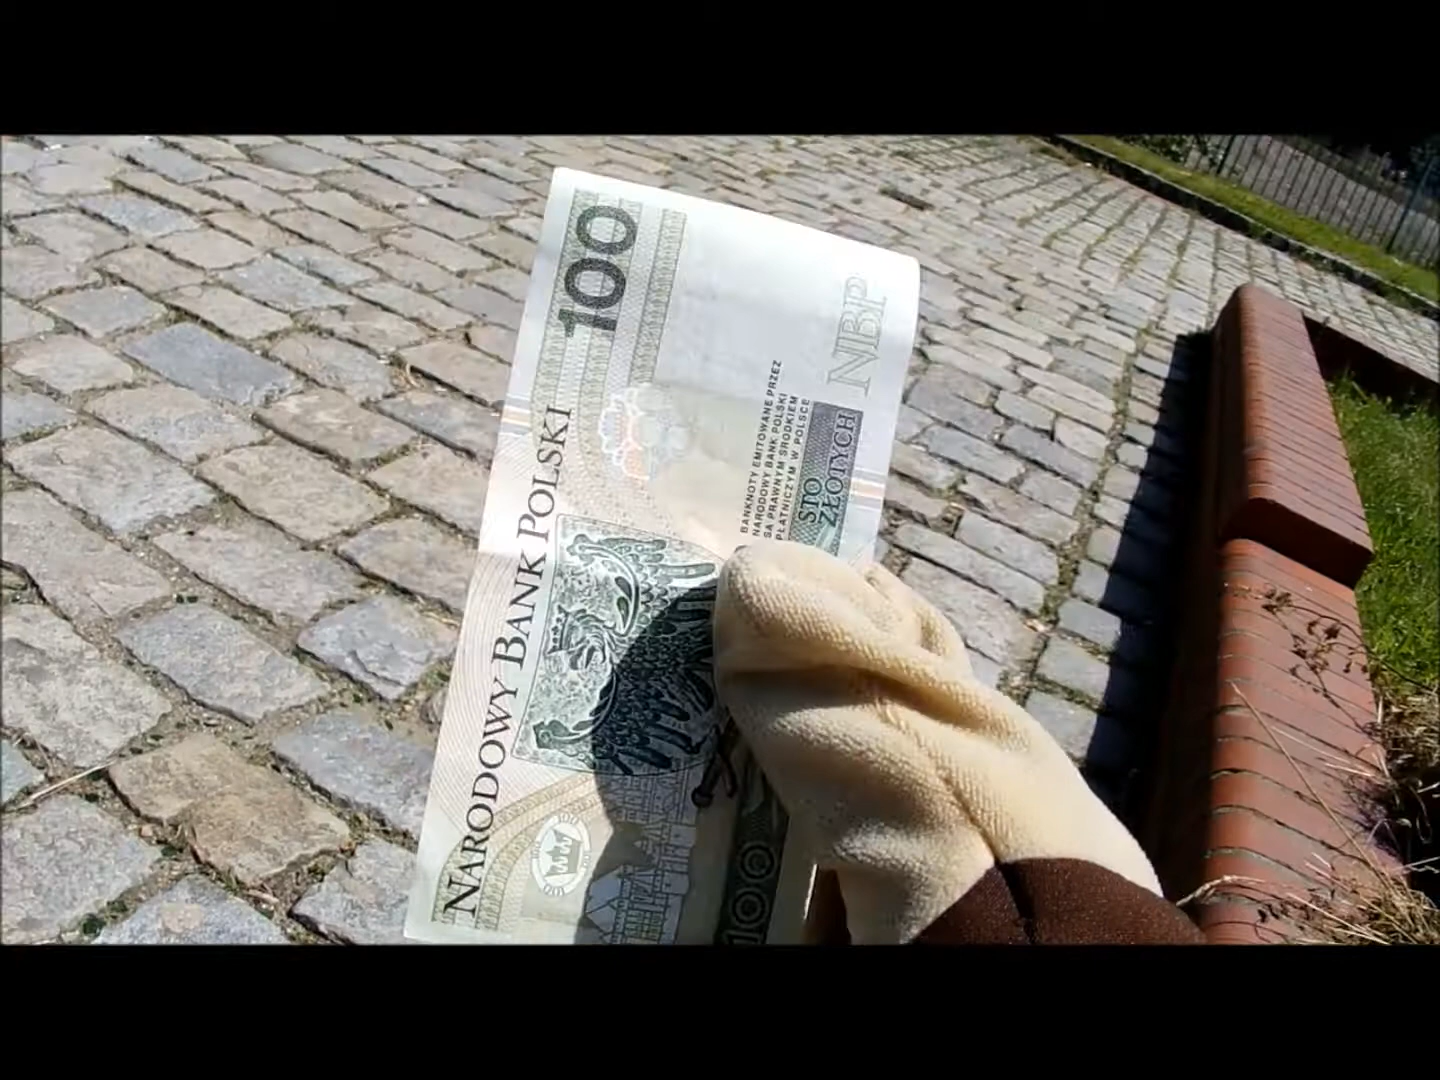 100
NARODOWY BANK POLSKI
BANKNOTY EMITOWANE PRZEZ
NARODOWY BANK POLSKI
SĄ PRAWNYM ŚRODKIEM
PŁATNICZYM W POLSCE
STO
ZŁOTYCH
NBP
100